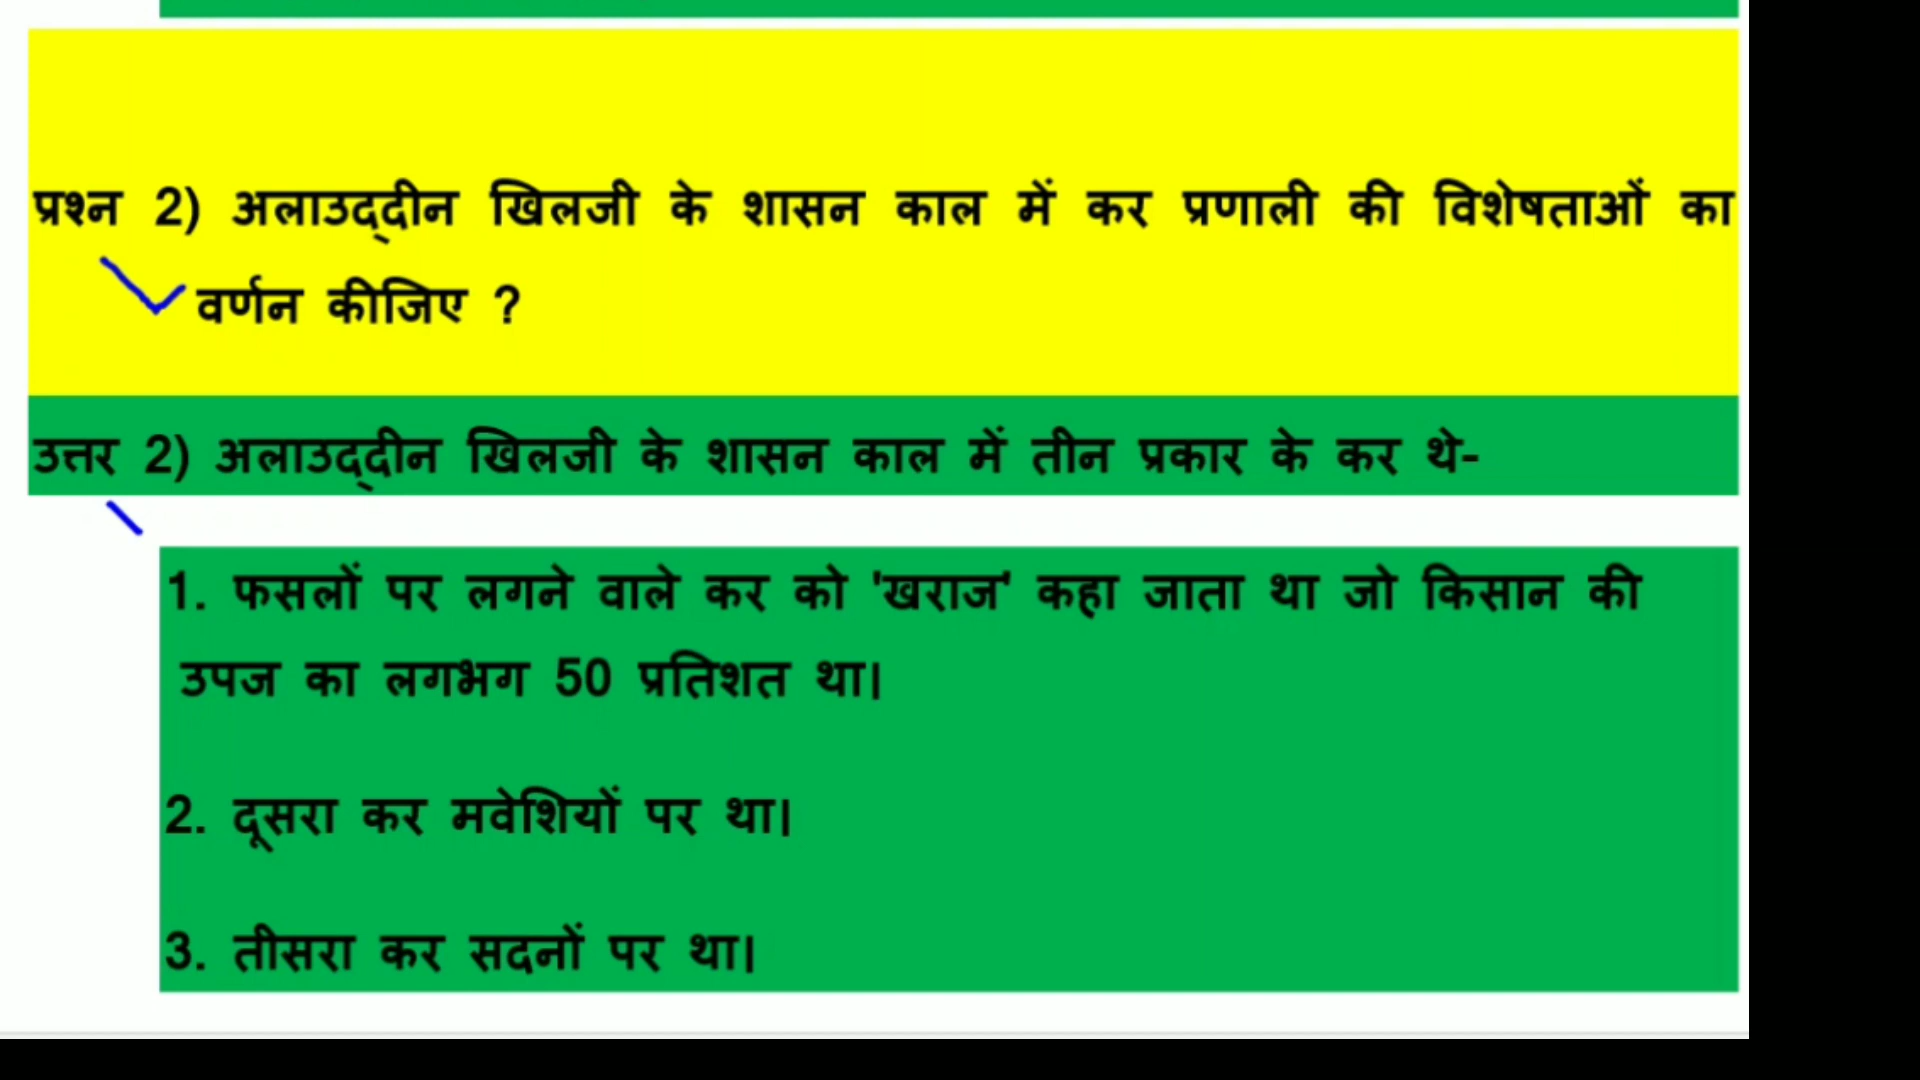 प्रश्न 2) अलाउद्दीन खिलजी के शासन काल में कर प्रणाली की विशेषताओं का
वर्णन कीजिए ?
उत्तर 2) अलाउद्दीन खिलजी के शासन काल में तीन प्रकार के कर थे-
1. फसलों पर लगने वाले कर को 'खराज' कहा जाता था जो किसान की
उपज का लगभग 50 प्रतिशत था।
2. दूसरा कर मवेशियों पर था।
3. तीसरा कर सदनों पर था।